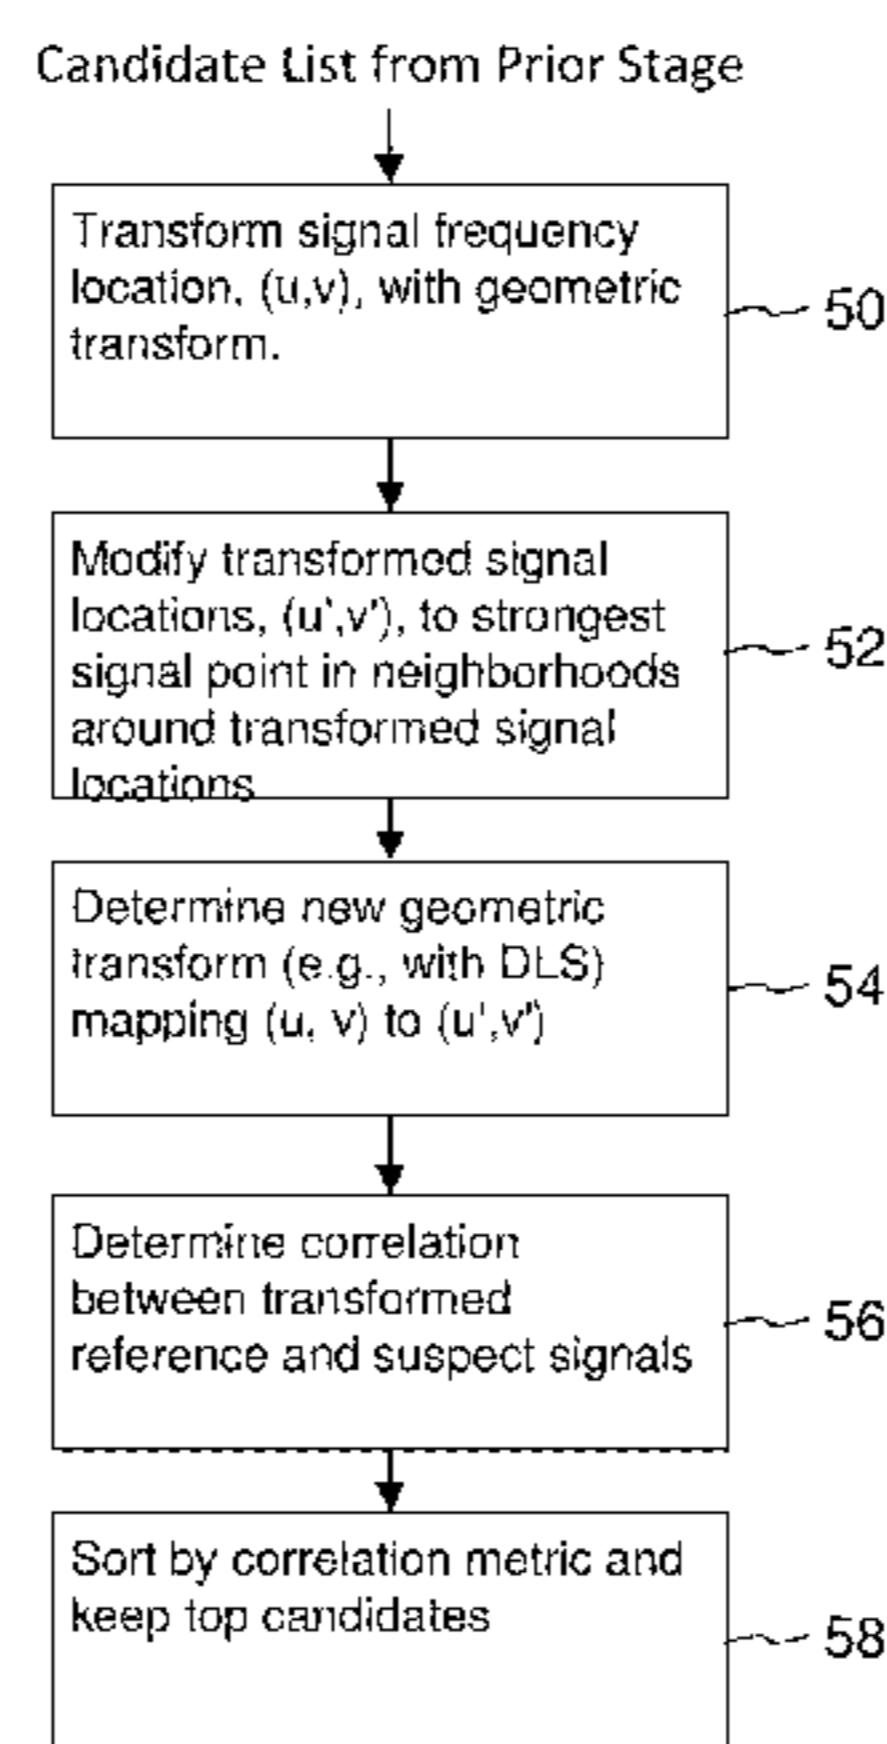 Candidate List from Prior Stage
Transform signal frequency
location, (u,v), with geometric
transform.
50
Modify transformed signal
locations, (u',v'), to strongest
signal point in neighborhoods
around transformed signal
locations
52
Determine new geometric
transform (e.g., with DLS)
mapping (u, v) to (u',v')
54
Determine correlation
between transformed
reference and suspect signals
56
Sort by correlation metric and
keep top candidates
58